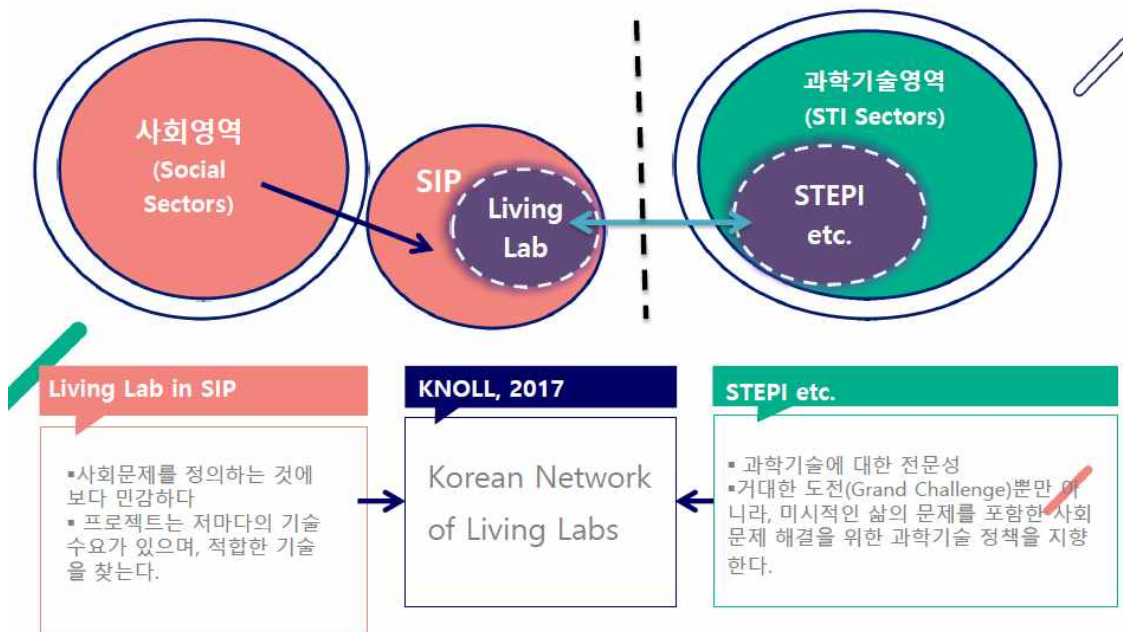 사회영역
(Social
Sectors)
SIP
Living
Lab
과학기술영역
(STI Sectors)
STEPI
etc.
Living Lab in SIP
▪사회문제를 정의하는 것에
보다 민감하다
▪ 프로젝트는 저마다의 기술
수요가 있으며, 적합한 기술
을 찾는다.
KNOLL, 2017
Korean Network
of Living Labs
STEPI etc.
▪ 과학기술에 대한 전문성
▪거대한 도전(Grand Challenge)뿐만 아
니라, 미시적인 삶의 문제를 포함한 사회
문제 해결을 위한 과학기술 정책을 지향
한다.